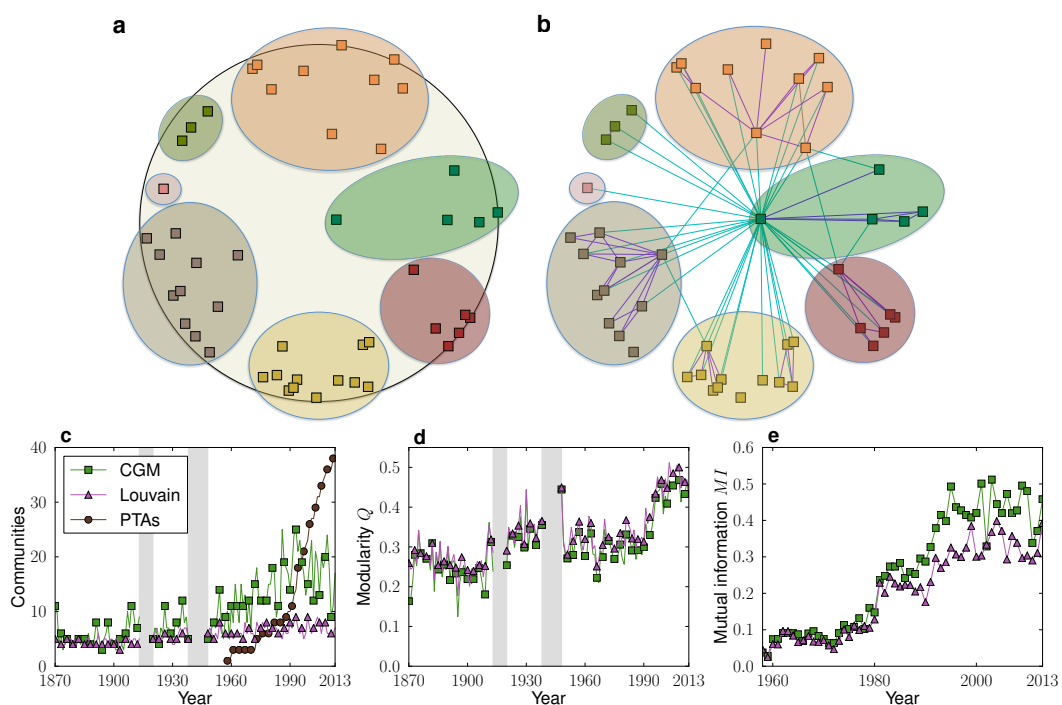 a
b
c
40
30
20
10
0
Communities
CGM
Louvain
PTAs
1870
1900
1930
1960
1990
2013
Year
d
0.5
0.4
0.3
0.2
0.1
0.0
Modularity Q
1870
1900
1930
1960
1990
2013
Year
e
0.6
0.5
0.4
0.3
0.2
0.1
0.0
Mutual information MI
1960
1980
2000
2013
Year